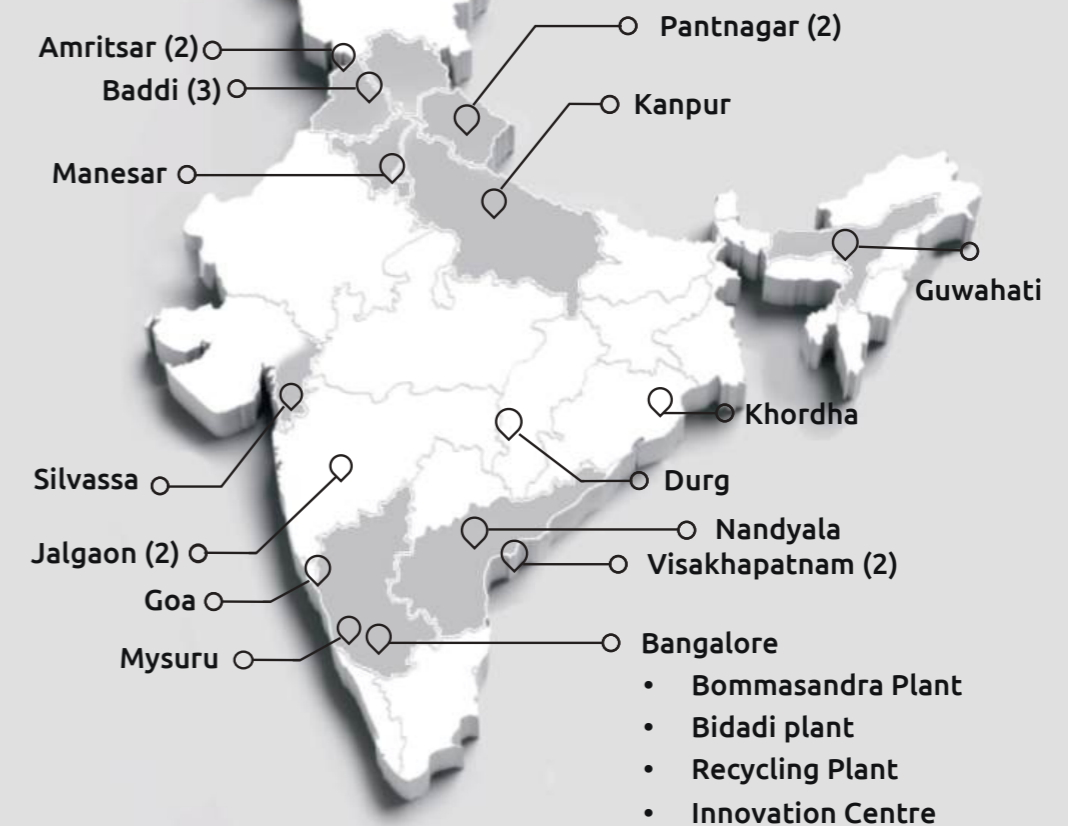 Pantnagar (2)
Amritsar (2)
Baddi (3)
Kanpur
Manesar
Guwahati
Khordha
Silvassa
Durg
Nandyala
Jalgaon (2)
Visakhapatnam (2)
Goa
Mysuru
Bangalore
• Bommasandra Plant
• Bidadi plant
• Recycling Plant
• Innovation Centre